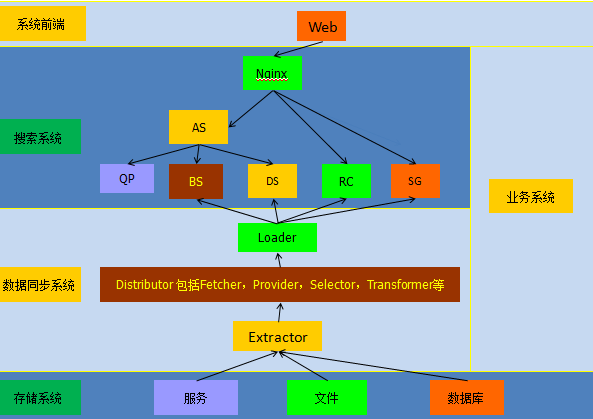 系统前端
Web
Nginx
AS
搜索系统
QP
BS
DS
RC
SG
业务系统
Loader
数据同步系统
Distributor 包括Fetcher，Provider，Selector，Transformer等
Extractor
存储系统
服务
文件
数据库